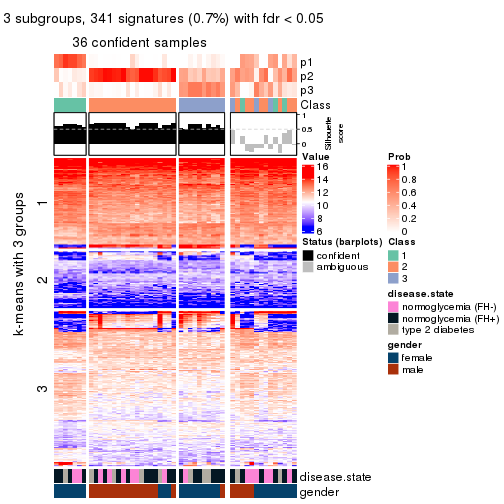 3 subgroups, 341 signatures (0.7%) with fdr < 0.05
36 confident samples
p1
p2
p3
Class
1
0.5
0
Silhouette
score
k-means with 3 groups
1
2
3
Value
16
14
12
10
8
6
Prob
1
0.8
0.6
0.4
0.2
0
Status (barplots)
confident
ambiguous
Class
1
2
3
disease.state
normoglycemia (FH-)
normoglycemia (FH+)
type 2 diabetes
gender
female
male
disease.state
gender